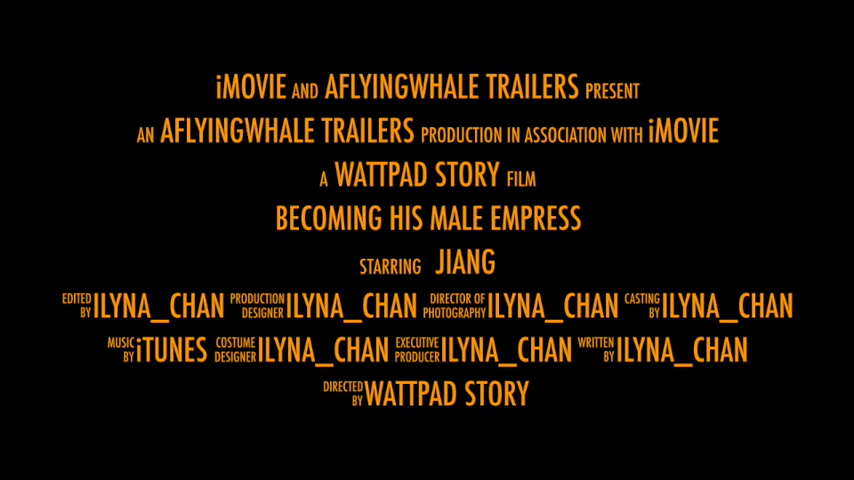 iMOVIE AND AFLYINGWHALE TRAILERS PRESENT
AN AFLYINGWHALE TRAILERS PRODUCTION IN ASSOCIATION WITH iMOVIE
A WATTPAD STORY FILM
BECOMING HIS MALE EMPRESS
STARRING JIANG
EDITED BY ILYNA_CHAN PRODUCTION DESIGNER ILYNA_CHAN DIRECTOR OF PHOTOGRAPHY ILYNA_CHAN CASTING BY ILYNA_CHAN
MUSIC BY iTUNES COSTUME DESIGNER ILYNA_CHAN EXECUTIVE PRODUCER ILYNA_CHAN WRITTEN BY ILYNA_CHAN
DIRECTED BY WATTPAD STORY